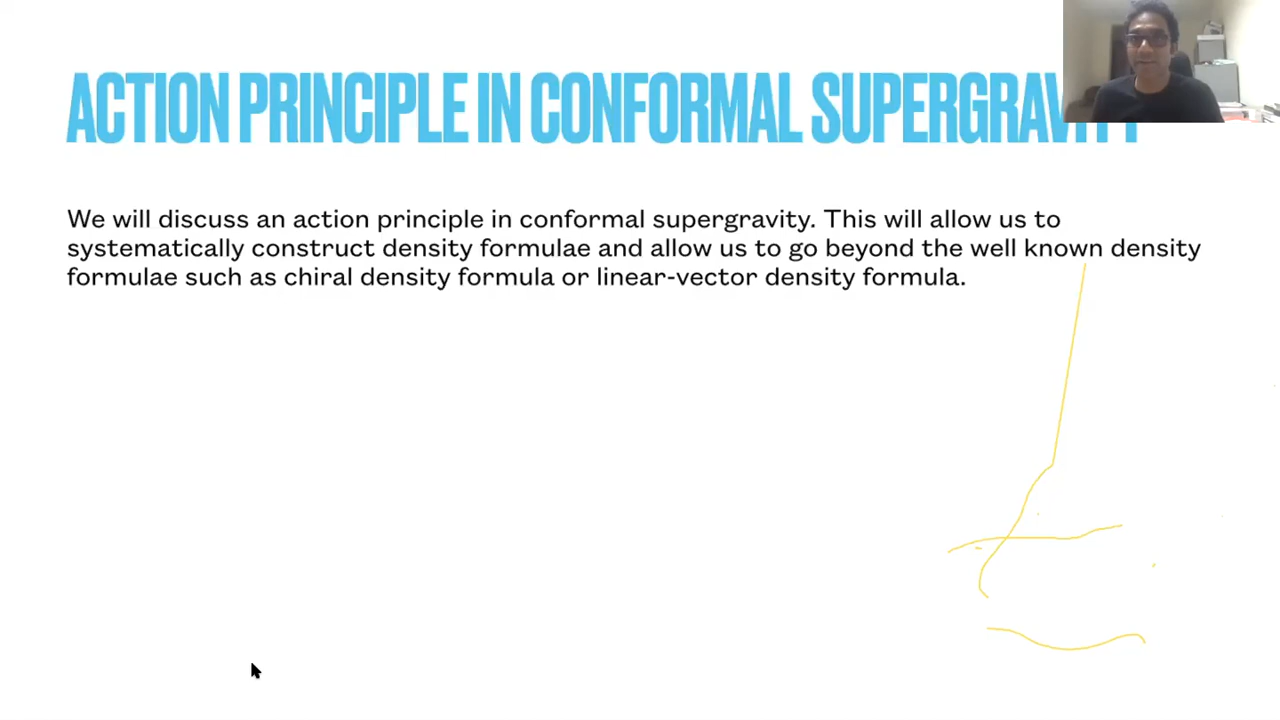 ACTION PRINCIPLE IN CONFORMAL SUPERGRAVITY
We will discuss an action principle in conformal supergravity. This will allow us to
systematically construct density formulae and allow us to go beyond the well known density
formulae such as chiral density formula or linear-vector density formula.